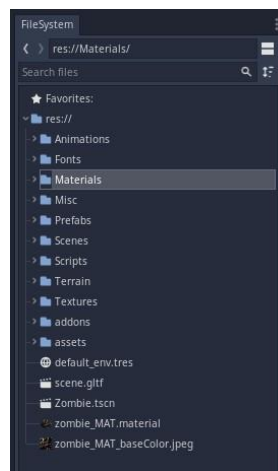 FileSystem
res://Materials/
Search files
Favorites:
res://
Animations
Fonts
Materials
Misc
Prefabs
Scenes
Scripts
Terrain
Textures
addons
assets
default_env.tres
scene.gltf
Zombie.tscn
zombie_MAT.material
zombie_MAT_baseColor.jpeg